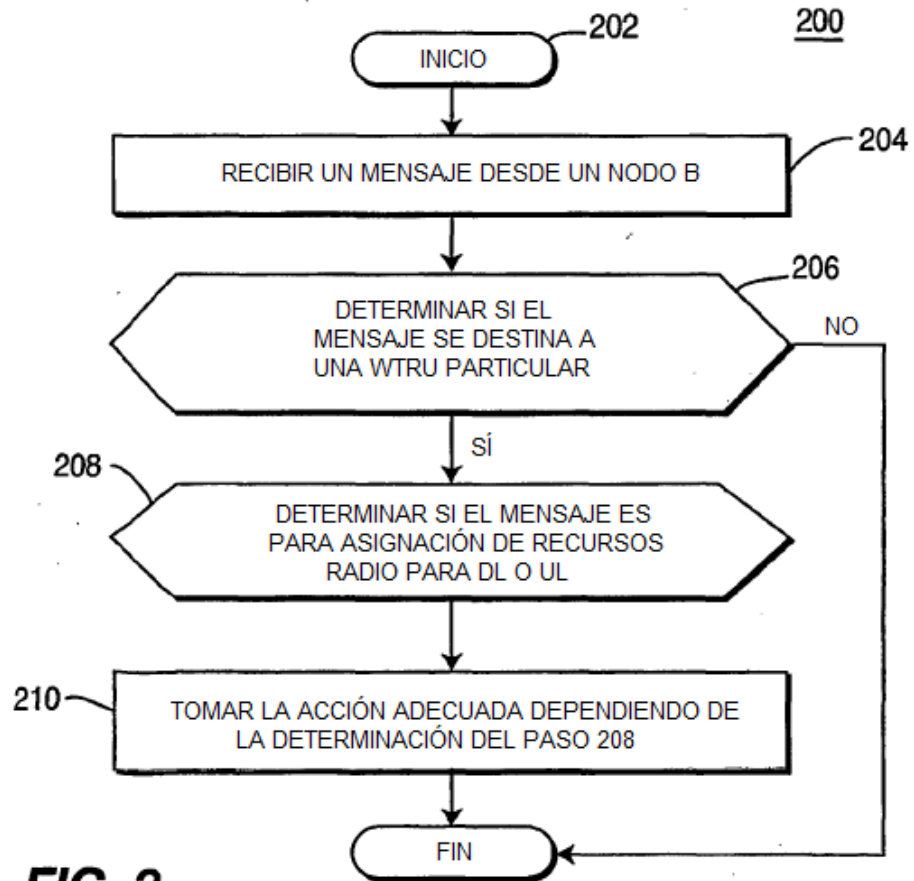 200
202
INICIO
204
RECIBIR UN MENSAJE DESDE UN NODO B
206
DETERMINAR SI EL
MENSAJE SE DESTINA A
UNA WTRU PARTICULAR
NO
SÍ
208
DETERMINAR SI EL MENSAJE ES
PARA ASIGNACIÓN DE RECURSOS
RADIO PARA DL O UL
210
TOMAR LA ACCIÓN ADECUADA DEPENDIENDO DE
LA DETERMINACIÓN DEL PASO 208
FIN
FIG.